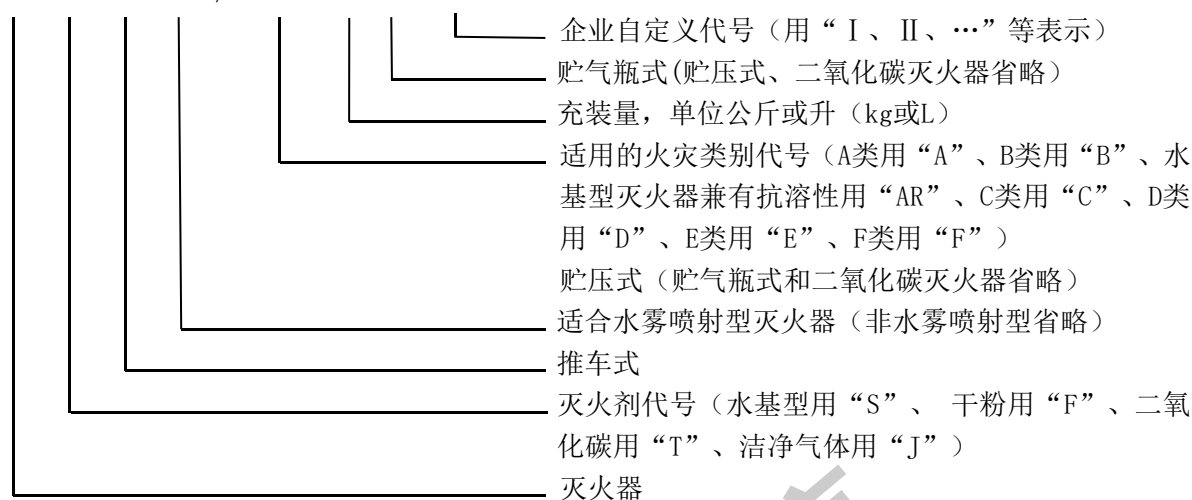 企业自定义代号（用“Ⅰ、Ⅱ、…”等表示）
贮气瓶式(贮压式、二氧化碳灭火器省略）
充装量，单位公斤或升（kg或L）
适用的火灾类别代号（A类用“A”、B类用“B”、水
基型灭火器兼有抗溶性用“AR”、C类用“C”、D类
用“D”、E类用“E”、F类用“F”）
贮压式（贮气瓶式和二氧化碳灭火器省略）
适合水雾喷射型灭火器（非水雾喷射型省略）
推车式
灭火剂代号（水基型用“S”、 干粉用“F”、二氧
化碳用“T”、洁净气体用“J”）
灭火器